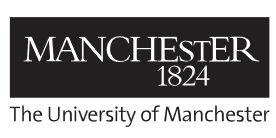 MANCHEsTER
1824
The University of Manchester